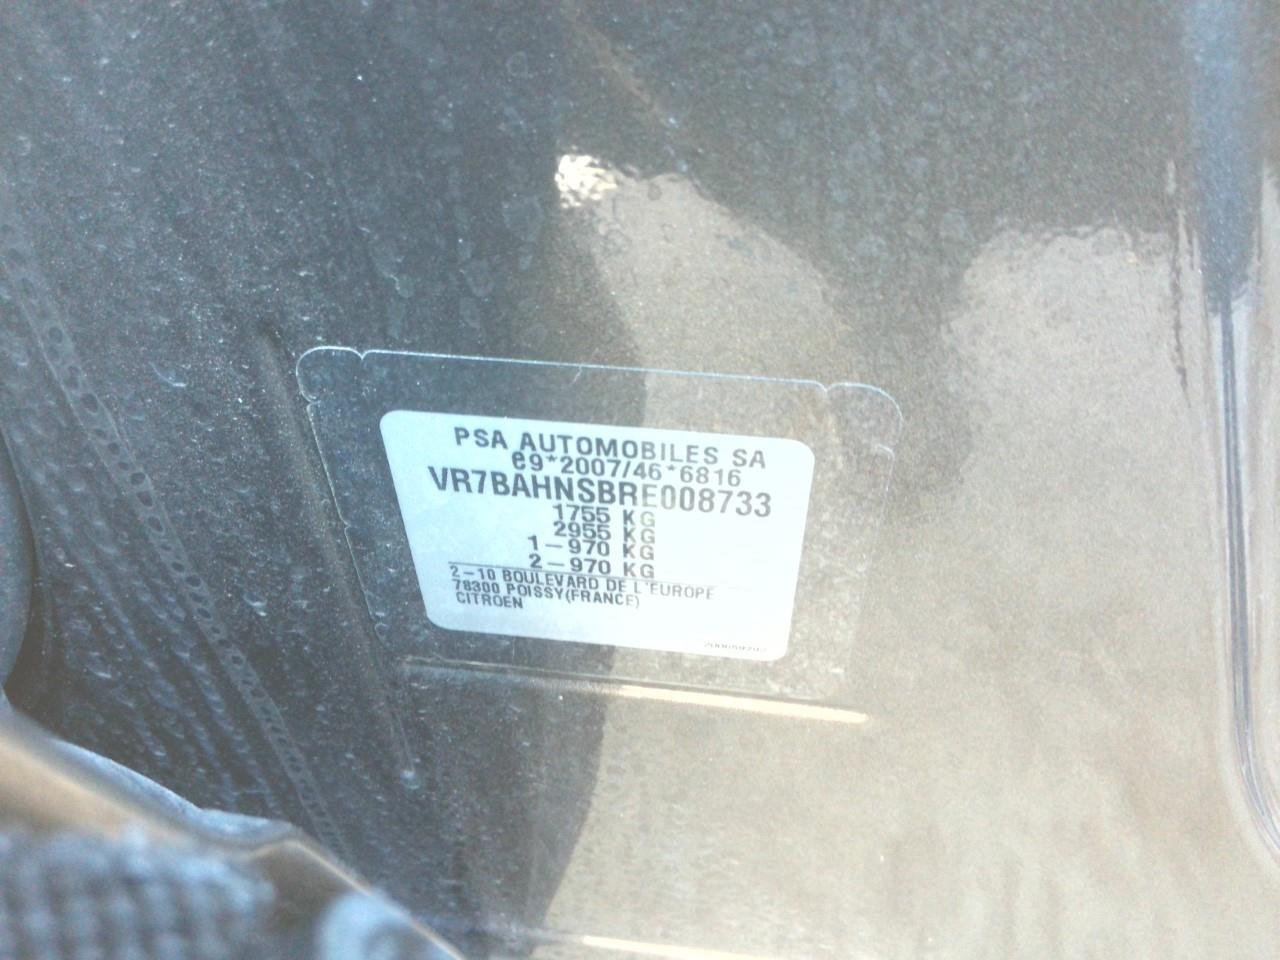 PSA AUTOMOBILES SA
e9*2007/46*6816
VR7BAHNSBRE008733
1755 KG
2955 KG
1-970 KG
2-970 KG
2-10 BOULEVARD DE L'EUROPE
78300 POISSY(FRANCE)
CITROEN